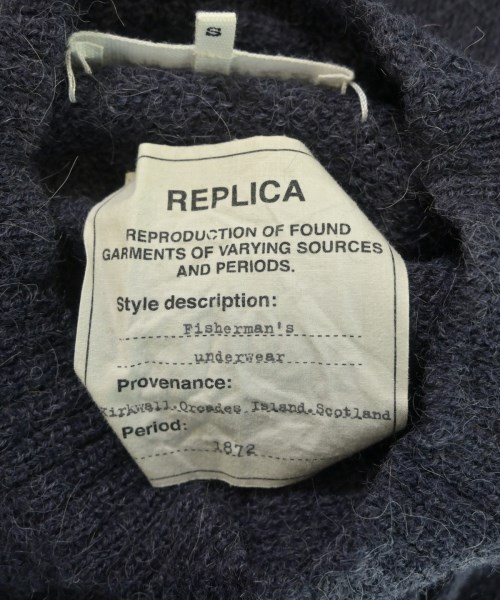 S
REPLICA
REPRODUCTION OF FOUND
GARMENTS OF VARYING SOURCES
AND PERIODS.
Style description:
Fisherman's
underwear
Provenance:
Kirkwall.Orcades Island.Scotland
Period:
1872